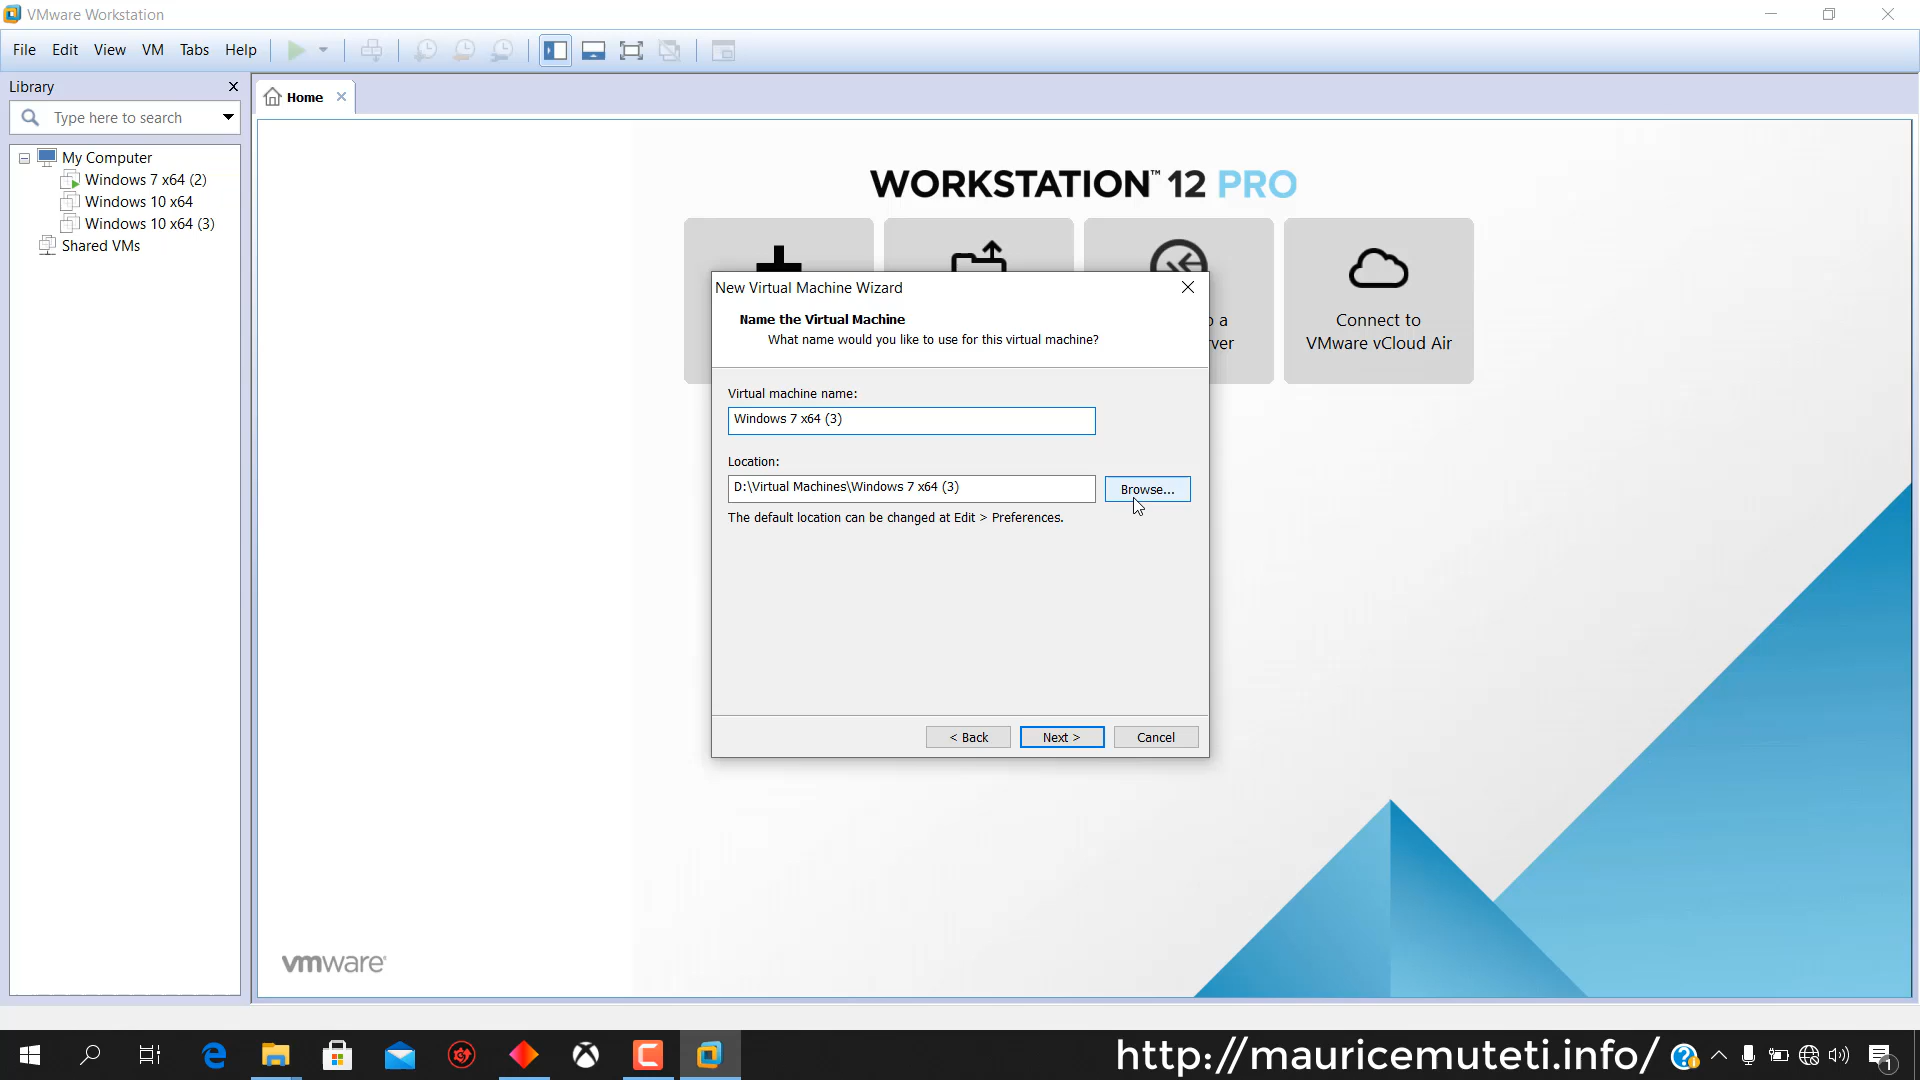 VMware Workstation
File Edit View VM Tabs Help
Library
Type here to search
My Computer
Windows 7 x64 (2)
Windows 10 x64
Windows 10 x64 (3)
Shared VMs
Home
WORKSTATION™ 12 PRO
Connect to
VMware vCloud Air
New Virtual Machine Wizard
Name the Virtual Machine
What name would you like to use for this virtual machine?
Virtual machine name:
Windows 7 x64 (3)
Location:
D:\Virtual Machines\Windows 7 x64 (3)
Browse...
The default location can be changed at Edit > Preferences.
< Back
Next >
Cancel
vmware®
http://mauricemuteti.info/
1